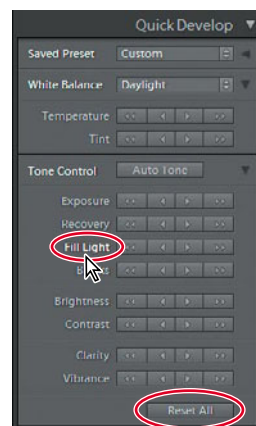 Quick Develop
Saved Preset Custom
White Balance Daylight
Temperature
Tint
Tone Control Auto Tone
Exposure
Recovery
Fill Light
Brightness
Contrast
Clarity
Vibrance
Reset All